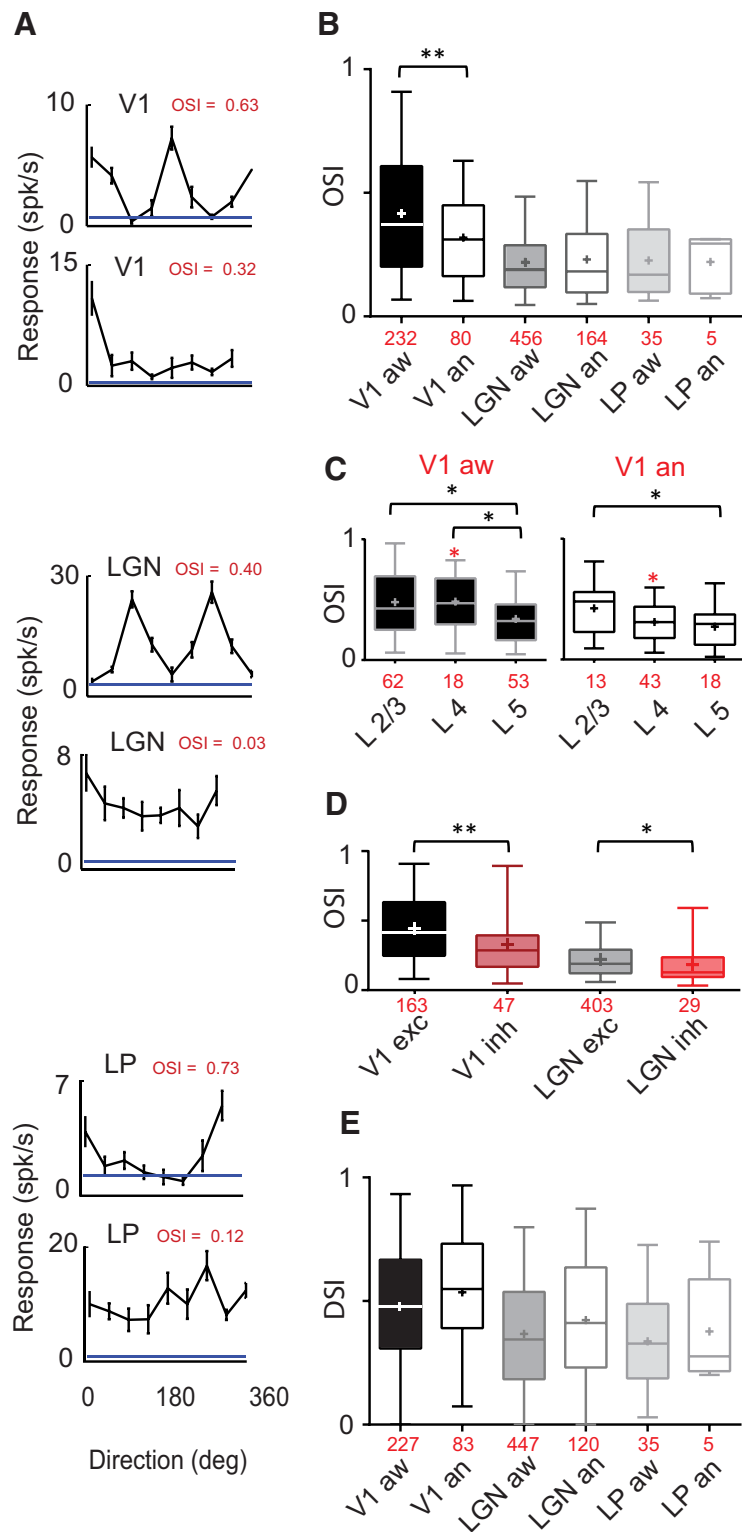 A
V1 OSI = 0.63
10
0
V1
OSI = 0.32
15
0
Response (spk/s)
LGN OSI = 0.40
30
0
LGN OSI = 0.03
8
0
Response (spk/s)
LP OSI = 0.73
7
0
LP OSI = 0.12
20
0
Response (spk/s)
0 180 360
Direction (deg)
B
**
1
0
OSI
232 80 456 164 35 5
V1 aw V1 an LGN aw LGN an LP aw LP an
C
V1 aw V1 an
* *
*
* *
1
0
OSI
62 18 53 13 43 18
L 2/3 L 4 L 5 L 2/3 L 4 L 5
D
** *
1
0
OSI
163 47 403 29
V1 exc V1 inh LGN exc LGN inh
E
1
0
DSI
227 83 447 120 35 5
V1 aw V1 an LGN aw LGN an LP aw LP an